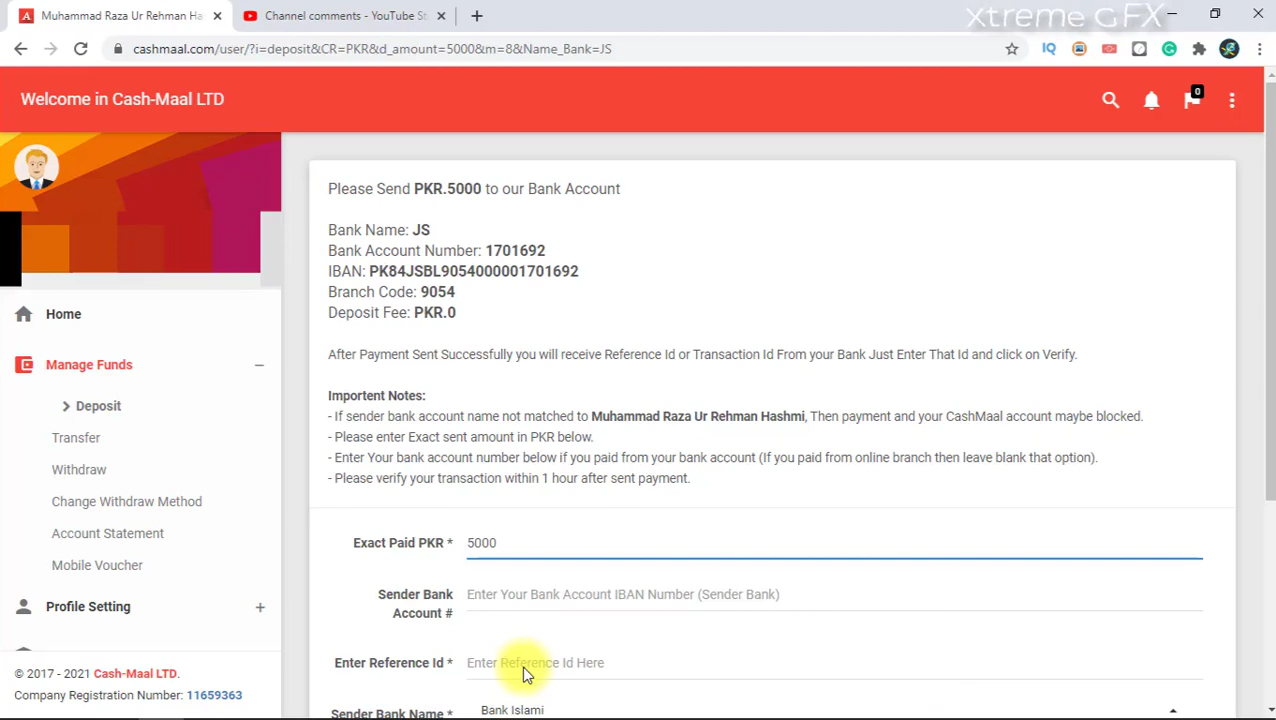 Muhammad Raza Ur Rehman Ha
Channel comments - YouTube St
Xtreme GFX
cashmaal.com/user/?i=deposit&CR=PKR&d_amount=5000&m=8&Name_Bank=JS
IQ
Welcome in Cash-Maal LTD
0
Please Send PKR.5000 to our Bank Account
Bank Name: JS
Bank Account Number: 1701692
IBAN: PK84JSBL9054000001701692
Branch Code: 9054
Deposit Fee: PKR.0
After Payment Sent Successfully you will receive Reference Id or Transaction Id From your Bank Just Enter That Id and click on Verify.
Importent Notes:
- If sender bank account name not matched to Muhammad Raza Ur Rehman Hashmi, Then payment and your CashMaal account maybe blocked.
- Please enter Exact sent amount in PKR below.
- Enter Your bank account number below if you paid from your bank account (If you paid from online branch then leave blank that option).
- Please verify your transaction within 1 hour after sent payment.
Exact Paid PKR * 5000
Sender Bank Account # Enter Your Bank Account IBAN Number (Sender Bank)
Enter Reference Id * Enter Reference Id Here
Sender Bank Name * Bank Islami
Home
Manage Funds
Deposit
Transfer
Withdraw
Change Withdraw Method
Account Statement
Mobile Voucher
Profile Setting
© 2017 - 2021 Cash-Maal LTD.
Company Registration Number: 11659363